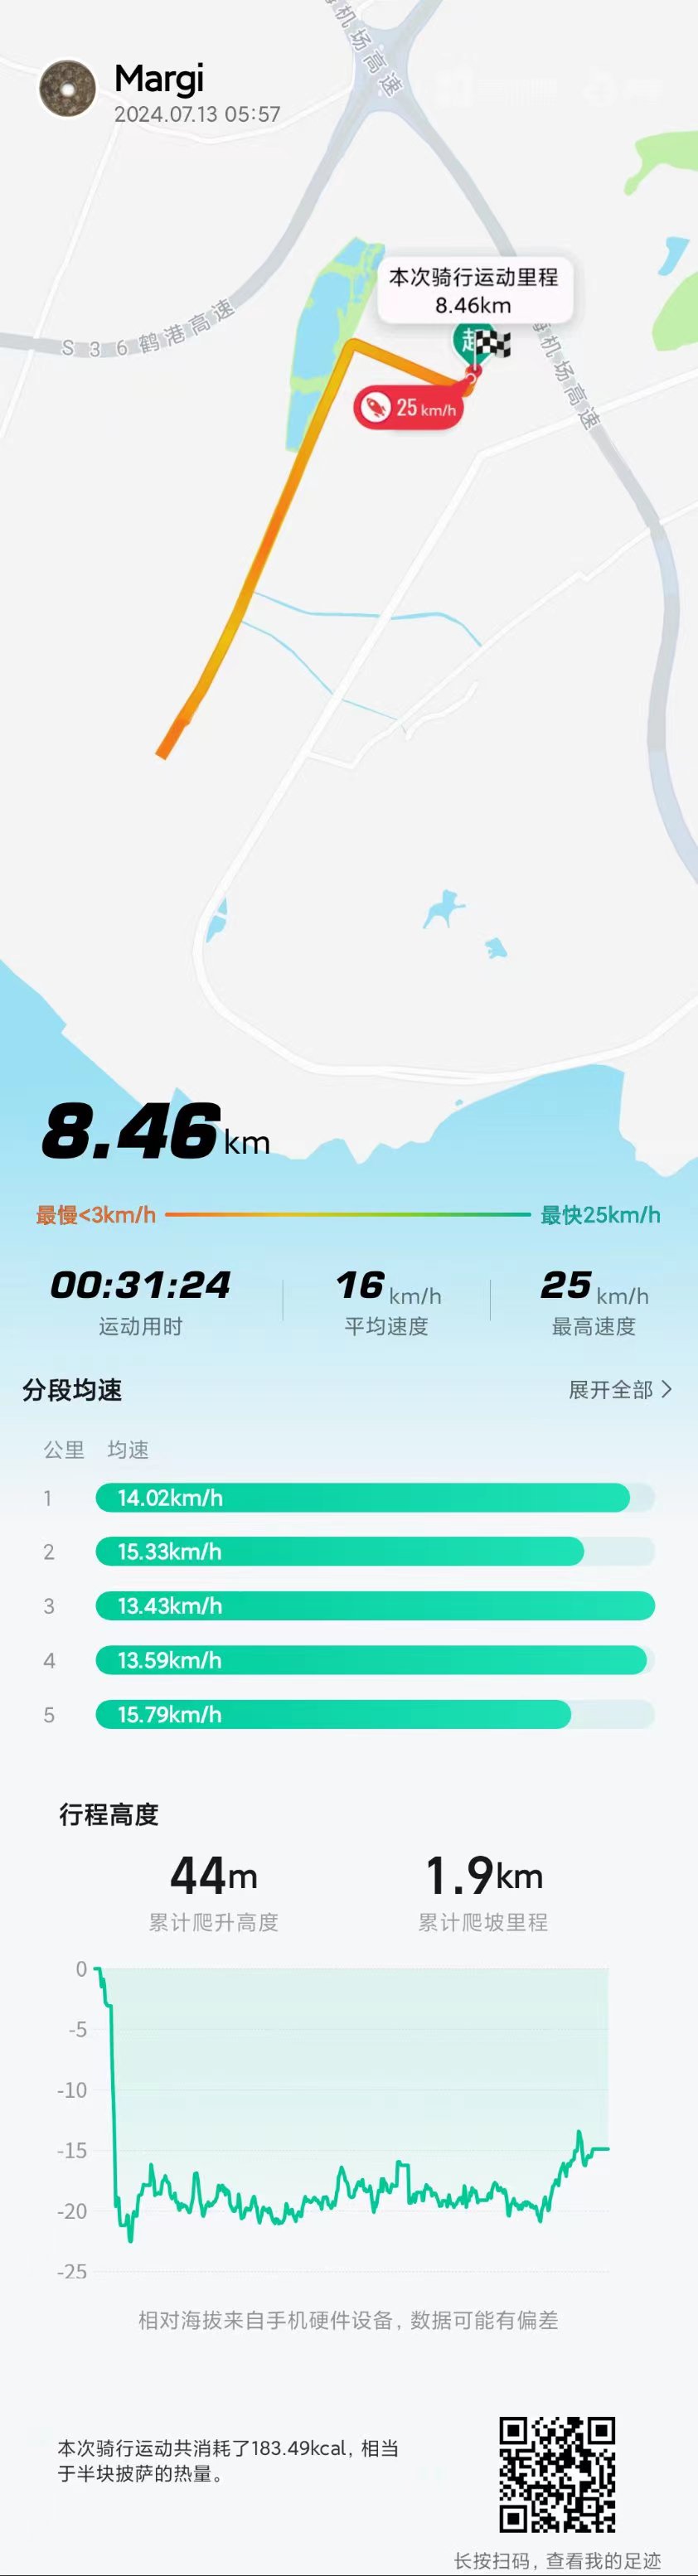 海机场高速
Margi
2024.07.13 05:57
本次骑行运动里程
8.46km
S36鹤港高速
海机场高速
起
25 km/h
8.46km
最慢<3km/h
最快25km/h
00:31:24
16 km/h
25 km/h
运动用时
平均速度
最高速度
分段均速
展开全部 >
公里 均速
1 14.02km/h
2 15.33km/h
3 13.43km/h
4 13.59km/h
5 15.79km/h
行程高度
44m
1.9km
累计爬升高度
累计爬坡里程
0
-5
-10
-15
-20
-25
相对海拔来自手机硬件设备，数据可能有偏差
本次骑行运动共消耗了183.49kcal，相当
于半块披萨的热量。
长按扫码，查看我的足迹